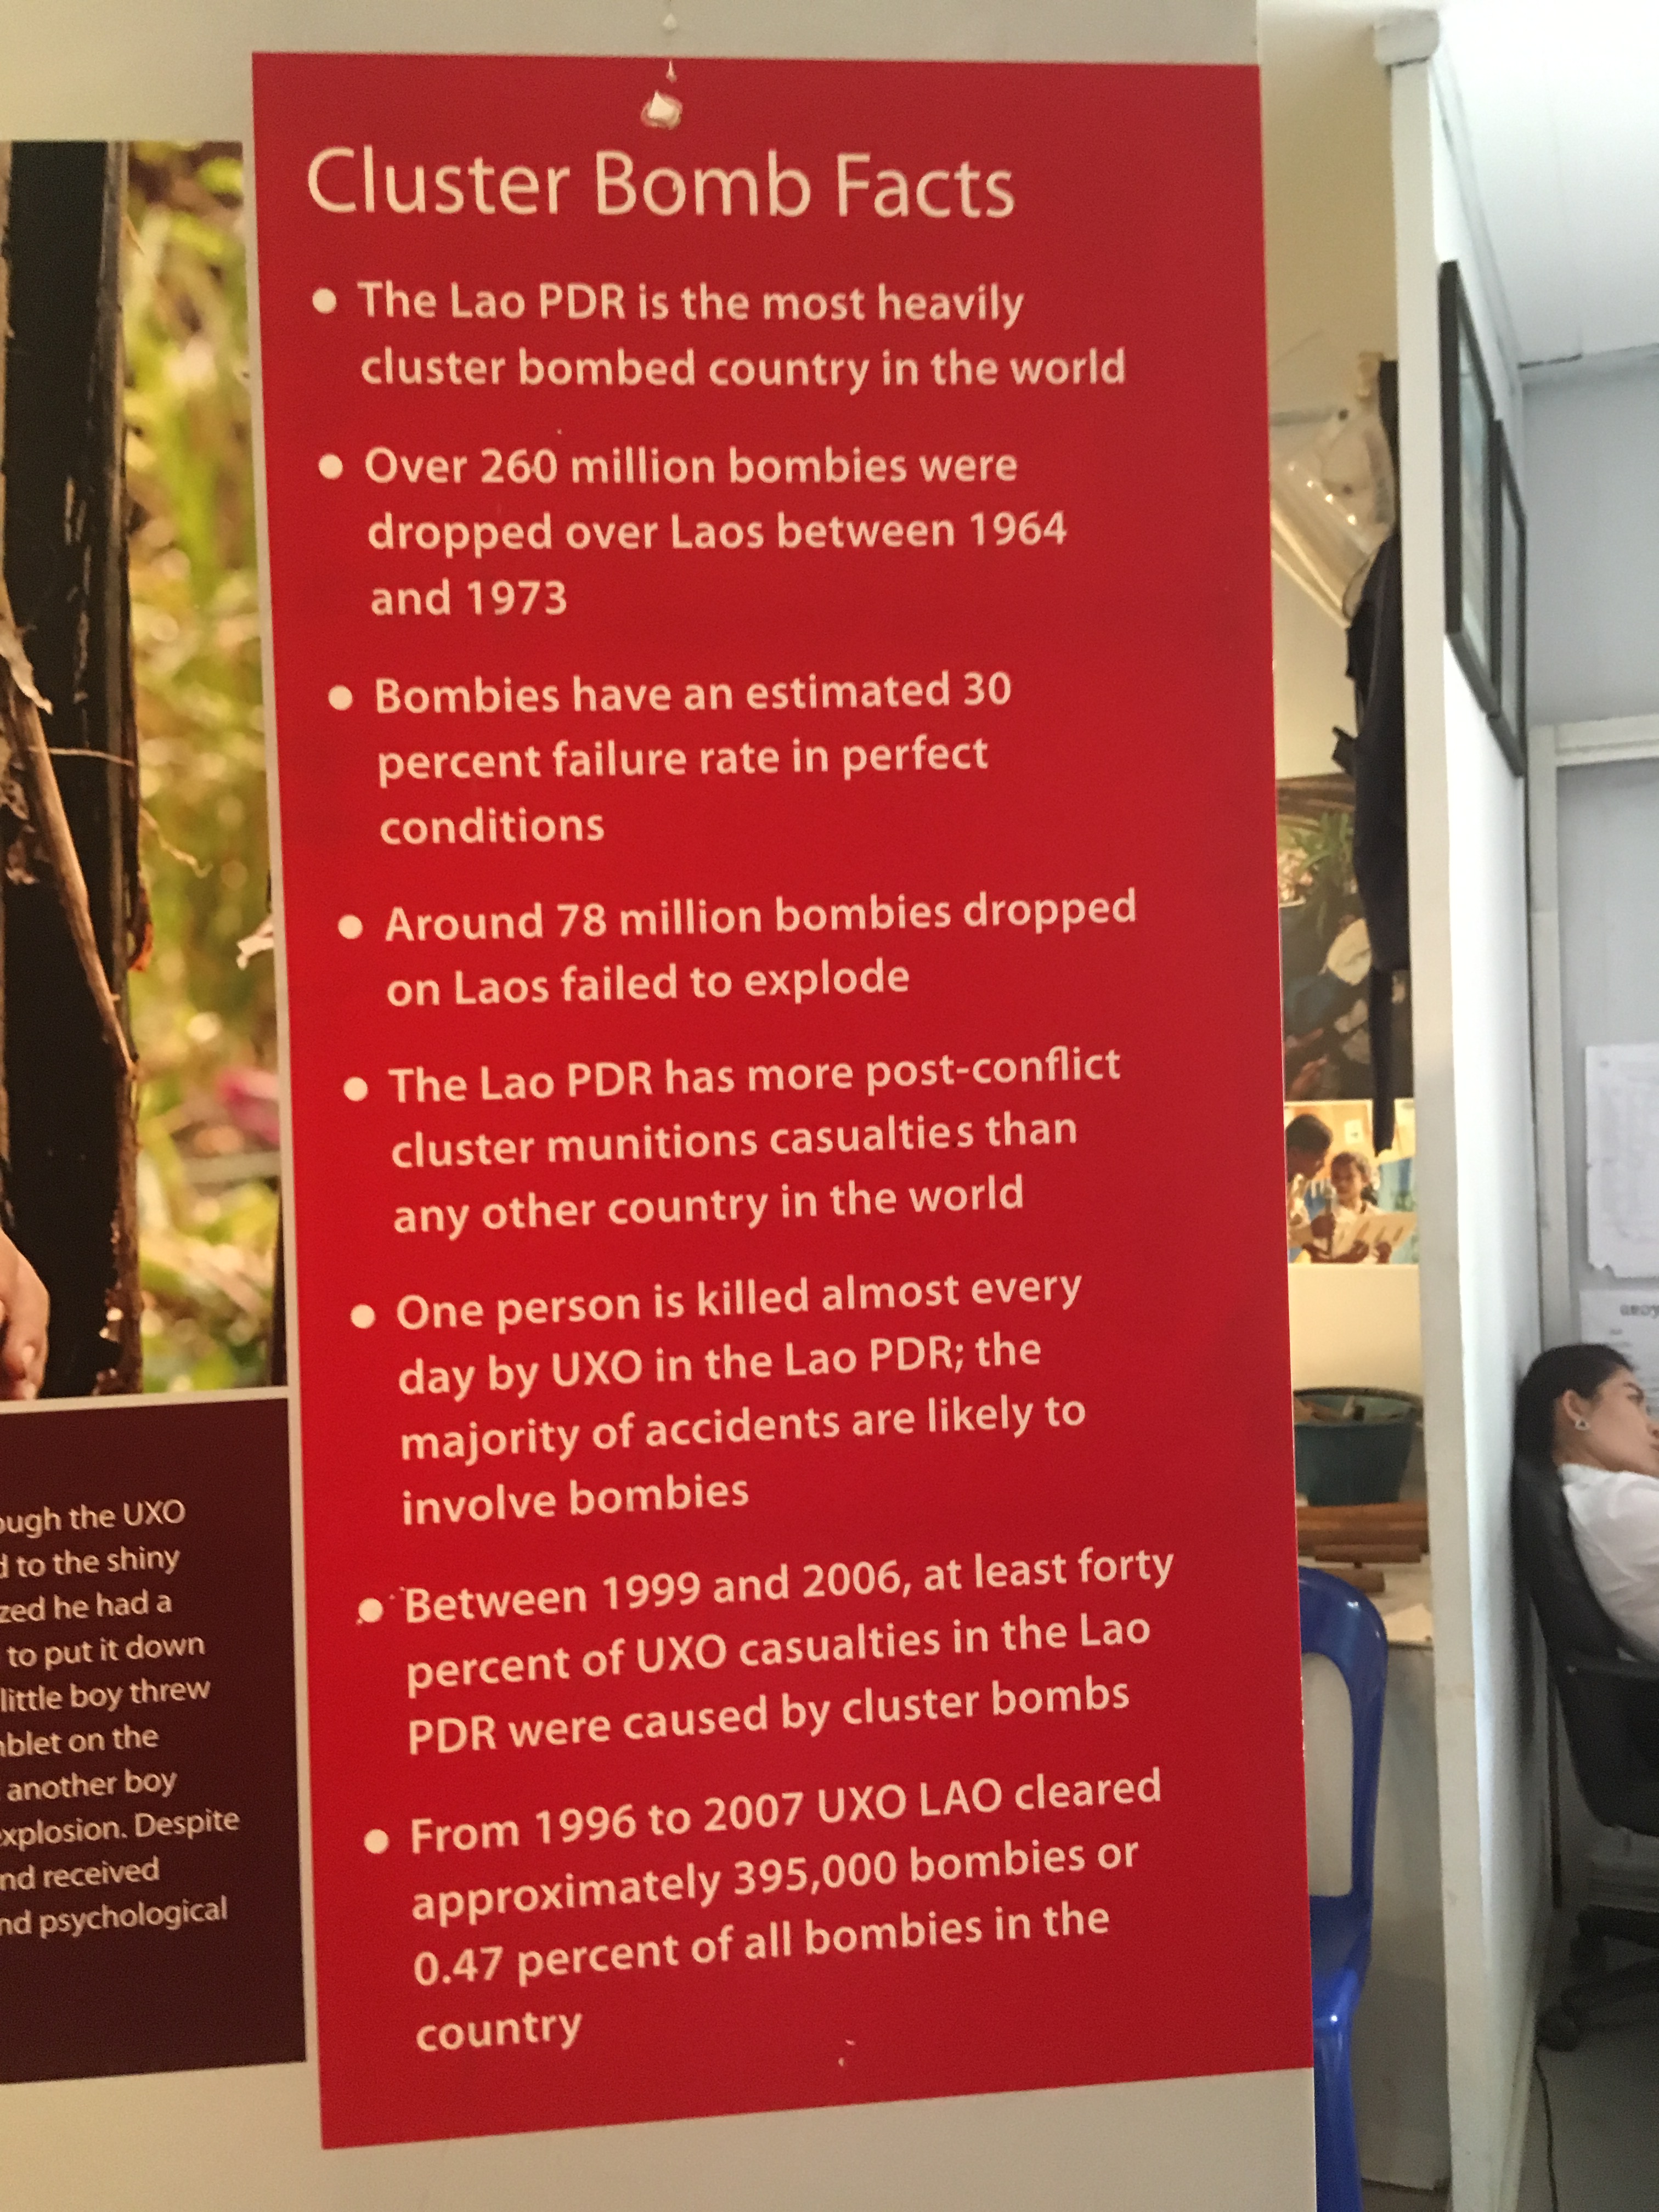 Cluster Bomb Facts
● The Lao PDR is the most heavily
cluster bombed country in the world
● Over 260 million bombies were
dropped over Laos between 1964
and 1973
● Bombies have an estimated 30
percent failure rate in perfect
conditions
● Around 78 million bombies dropped
on Laos failed to explode
● The Lao PDR has more post-conflict
cluster munitions casualties than
any other country in the world
● One person is killed almost every
day by UXO in the Lao PDR; the
majority of accidents are likely to
involve bombies
● Between 1999 and 2006, at least forty
percent of UXO casualties in the Lao
PDR were caused by cluster bombs
● From 1996 to 2007 UXO LAO cleared
approximately 395,000 bombies or
0.47 percent of all bombies in the
country
the UXO
to the shiny
he had a
to put it down
little boy threw
on the
another boy
explosion. Despite
received
psychological